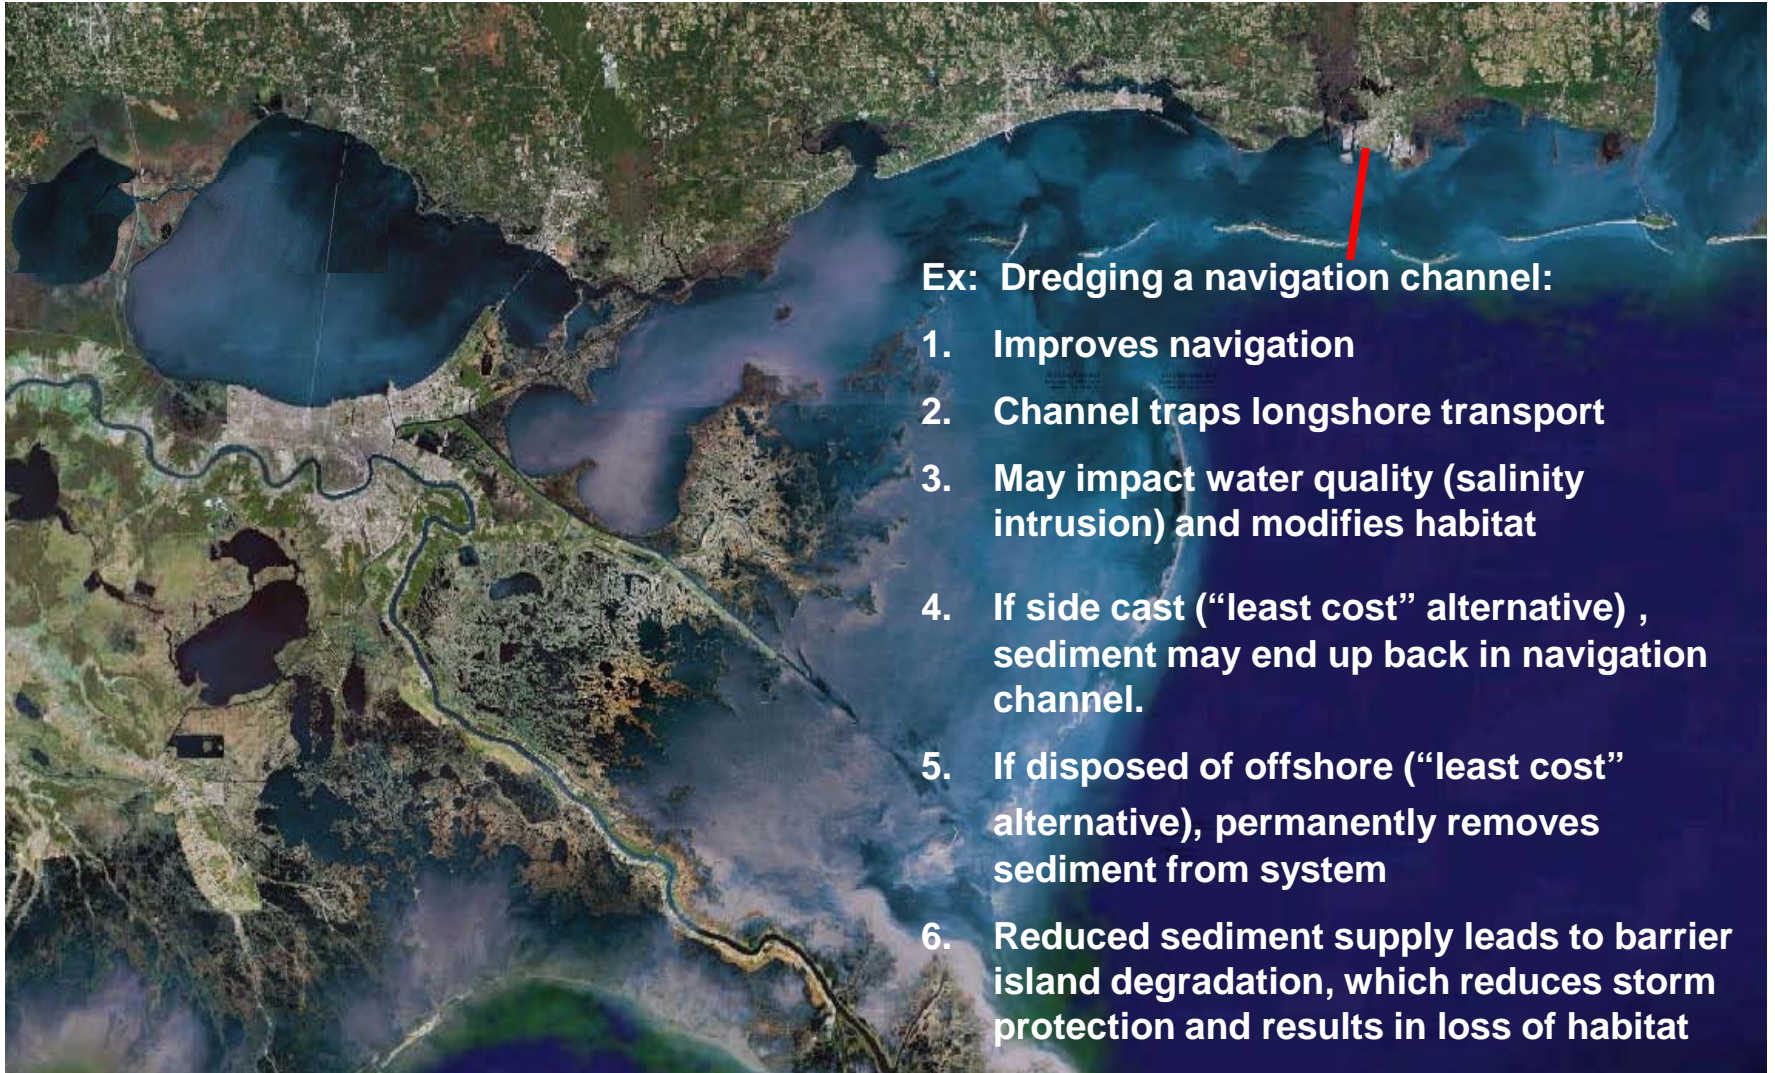 Ex: Dredging a navigation channel:
1. Improves navigation
2. Channel traps longshore transport
3. May impact water quality (salinity
intrusion) and modifies habitat
4. If side cast (“least cost” alternative) ,
sediment may end up back in navigation
channel.
5. If disposed of offshore (“least cost”
alternative), permanently removes
sediment from system
6. Reduced sediment supply leads to barrier
island degradation, which reduces storm
protection and results in loss of habitat